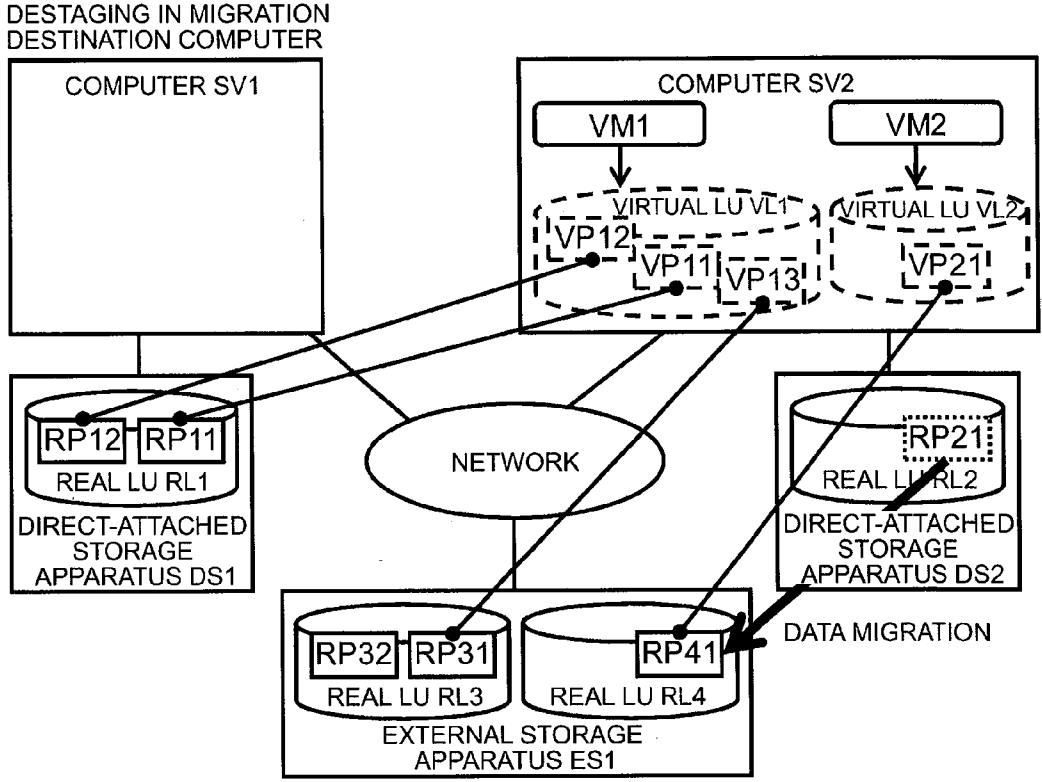 DESTAGING IN MIGRATION
DESTINATION COMPUTER
COMPUTER SV1
COMPUTER SV2
VM1
VM2
VIRTUAL LU VL1
VIRTUAL LU VL2
VP12
VP11
VP13
VP21
RP12
RP11
REAL LU RL1
DIRECT-ATTACHED
STORAGE
APPARATUS DS1
NETWORK
RP21
REAL LU RL2
DIRECT-ATTACHED
STORAGE
APPARATUS DS2
DATA MIGRATION
RP32
RP31
REAL LU RL3
RP41
REAL LU RL4
EXTERNAL STORAGE
APPARATUS ES1